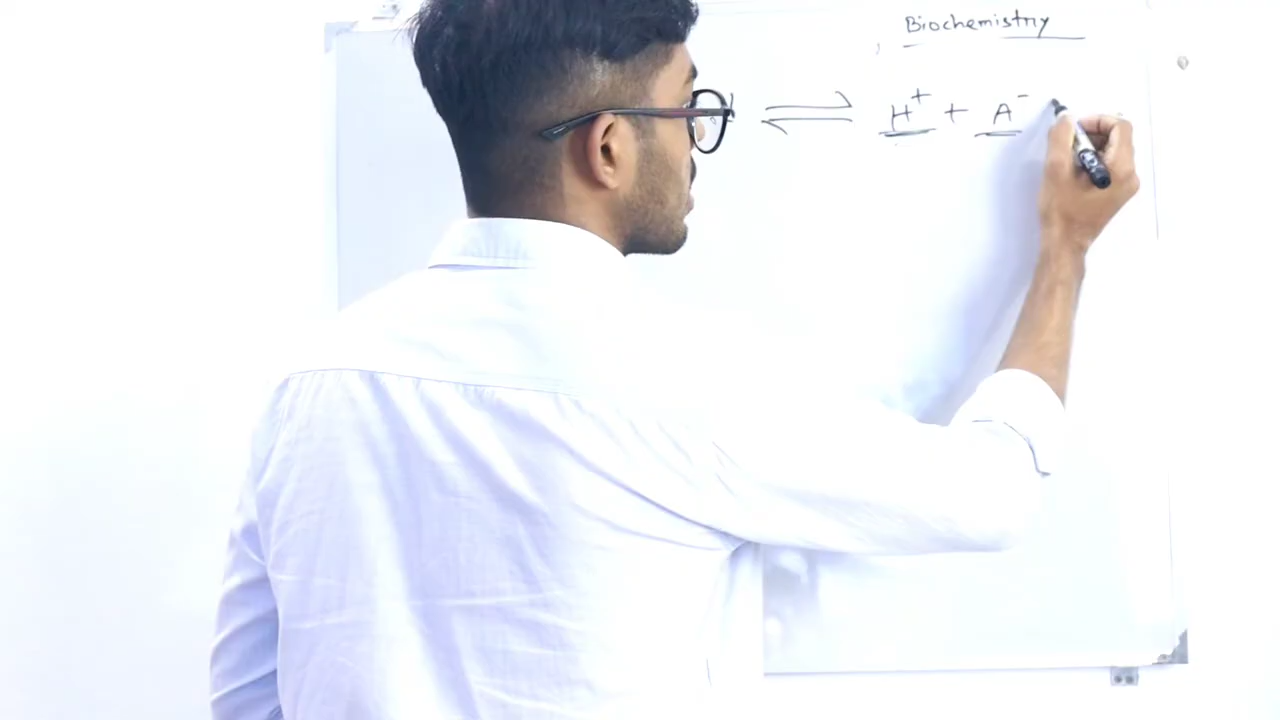 Biochemistry
⇌ H⁺ + A⁻